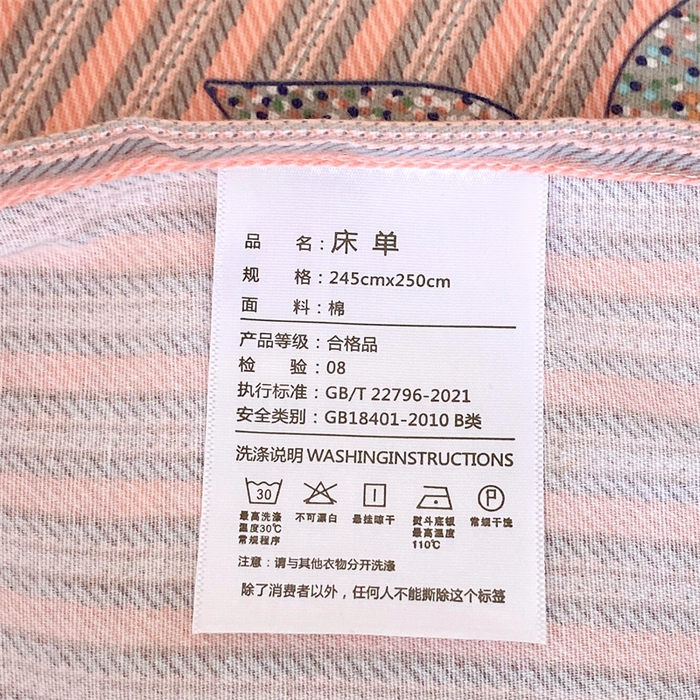 品 名：床 单
规 格：245cmx250cm
面 料：棉
产品等级：合格品
检 验：08
执行标准：GB/T 22796-2021
安全类别：GB18401-2010 B类
洗涤说明 WASHINGINSTRUCTIONS
30 P
最高洗涤 不可漂白 悬挂晾干 熨斗底板 常规干洗
温度30℃ 最高温度
常规程序 110℃
注意：请与其他衣物分开洗涤
除了消费者以外，任何人不能撕除这个标签